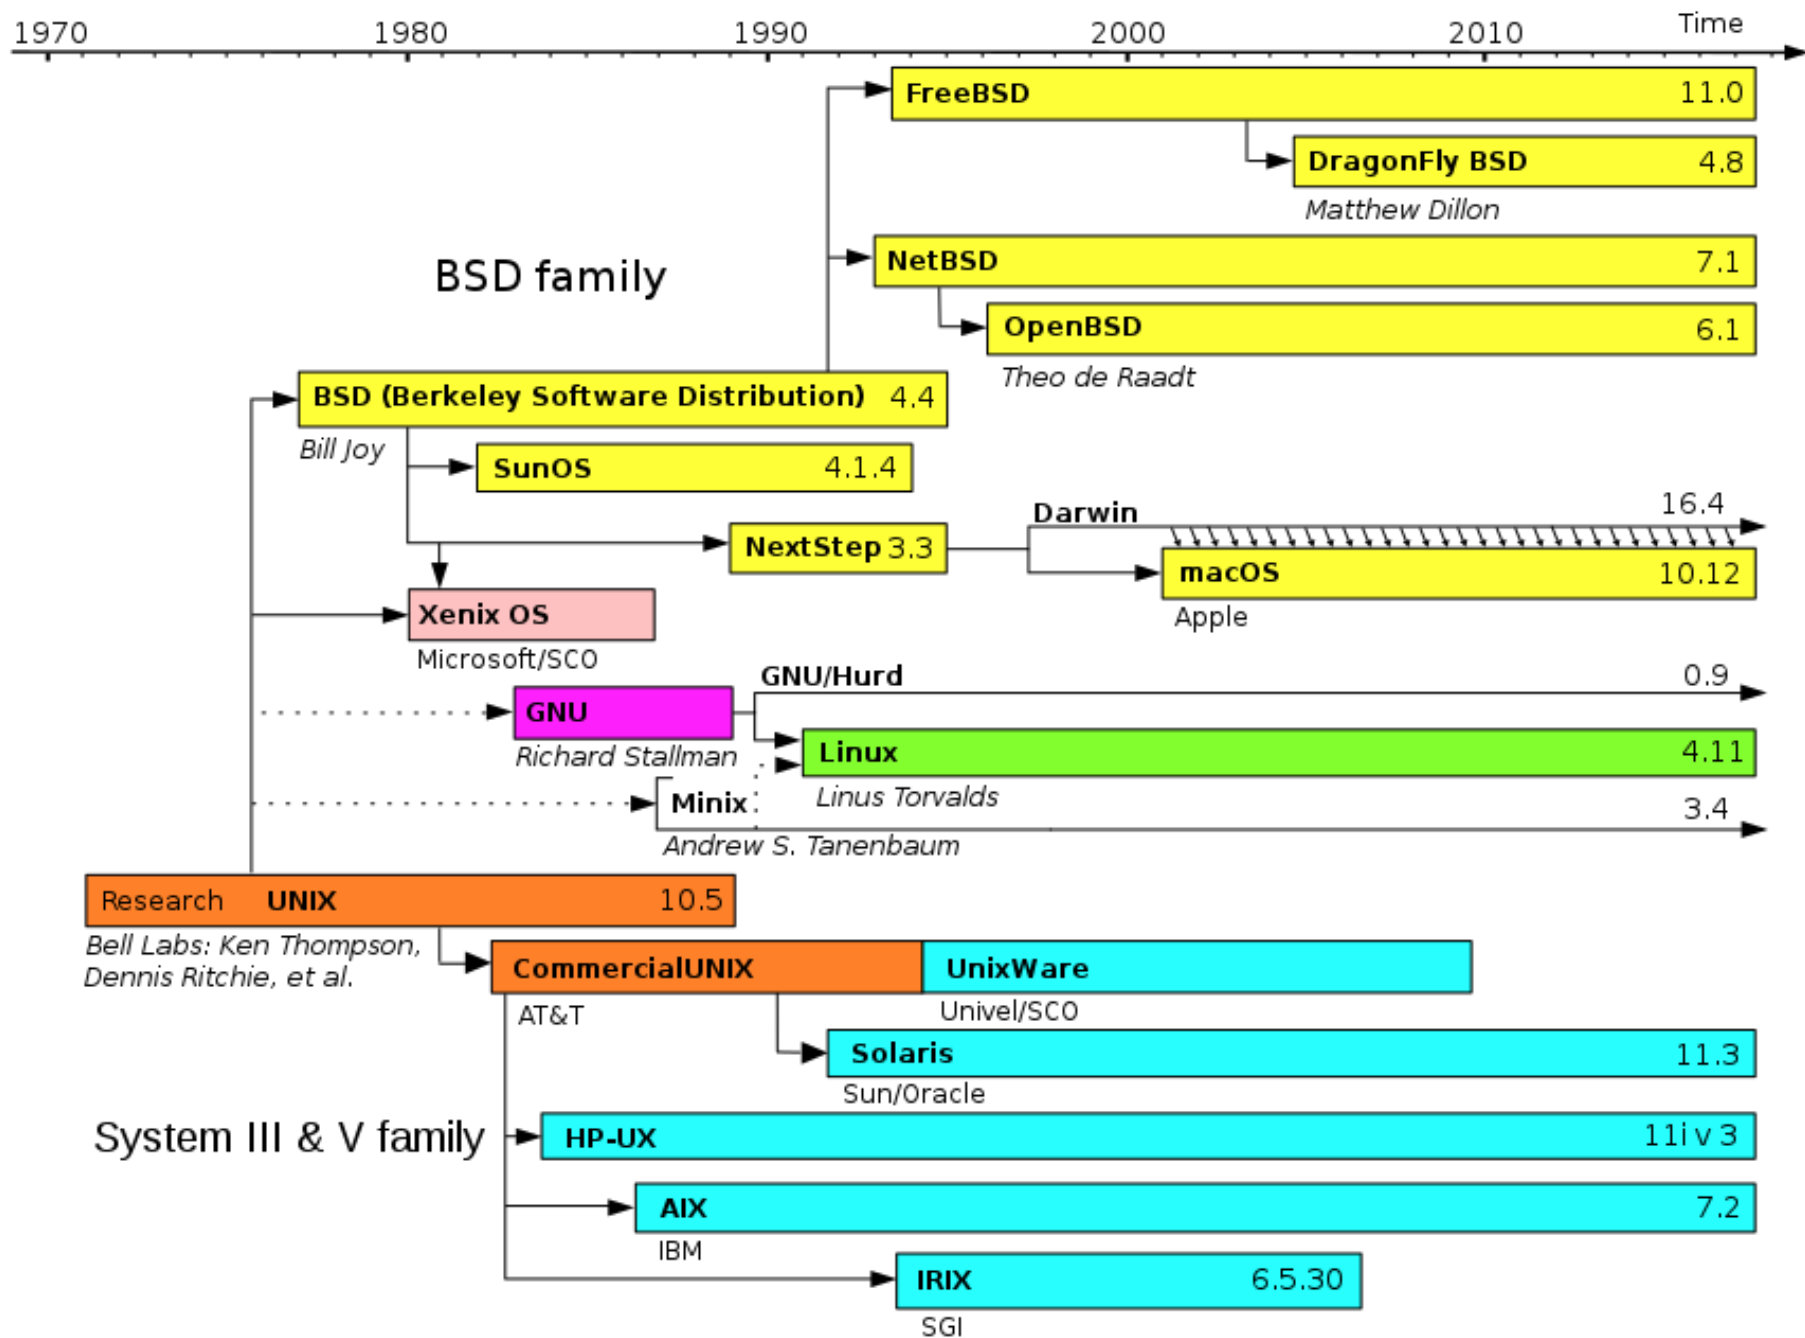 1970 1980 1990 2000 2010 Time
FreeBSD 11.0
DragonFly BSD 4.8
Matthew Dillon
BSD family
NetBSD 7.1
OpenBSD 6.1
Theo de Raadt
BSD (Berkeley Software Distribution) 4.4
Bill Joy
SunOS 4.1.4
Darwin 16.4
NextStep 3.3
macOS 10.12
Apple
Xenix OS
Microsoft/SCO
GNU/Hurd 0.9
GNU
Richard Stallman
Linux 4.11
Linus Torvalds
Minix 3.4
Andrew S. Tanenbaum
Research UNIX 10.5
Bell Labs: Ken Thompson,
Dennis Ritchie, et al.
CommercialUNIX
AT&T
UnixWare
Univel/SCO
Solaris 11.3
Sun/Oracle
System III & V family
HP-UX 11i v 3
AIX 7.2
IBM
IRIX 6.5.30
SGI